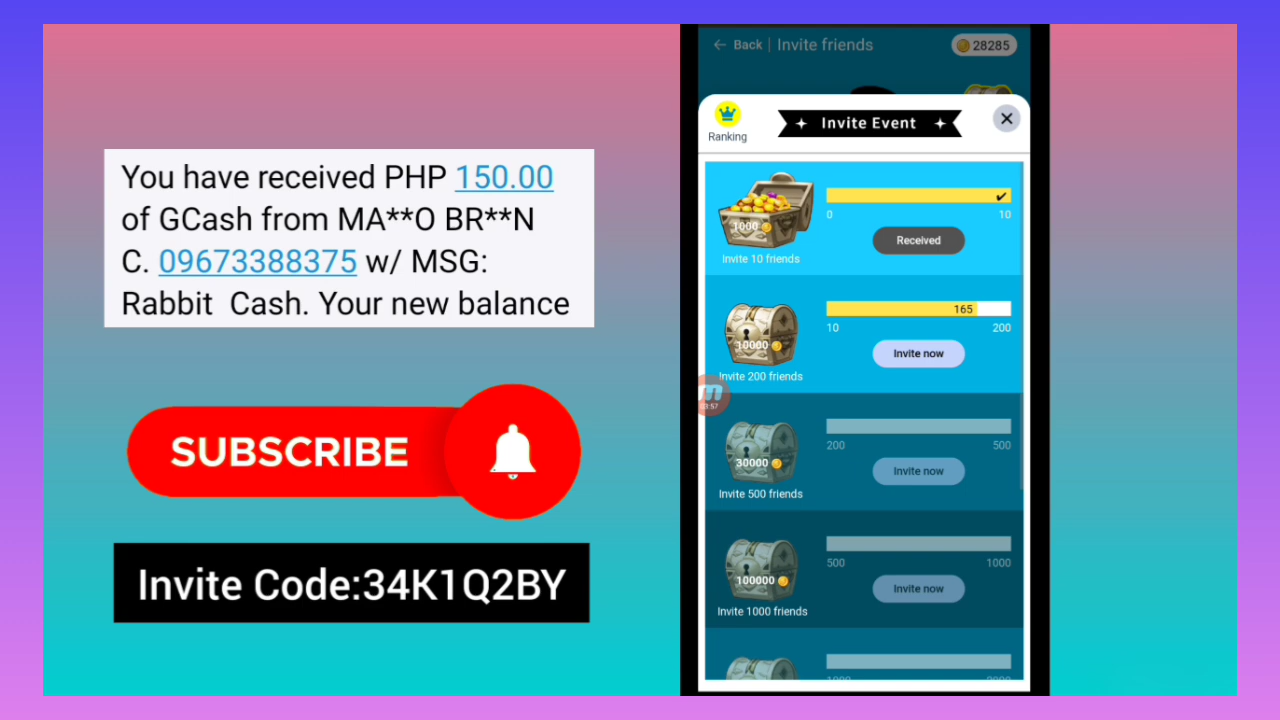 You have received PHP 150.00
of GCash from MA**O BR**N
C. 09673388375 w/ MSG:
Rabbit  Cash. Your new balance
SUBSCRIBE
Invite Code:34K1Q2BY
← Back | Invite friends
28285
Ranking
Invite Event
1000
0
10
Received
Invite 10 friends
165
10
200
10000
Invite now
Invite 200 friends
03:57
200
500
30000
Invite now
Invite 500 friends
500
1000
100000
Invite now
Invite 1000 friends